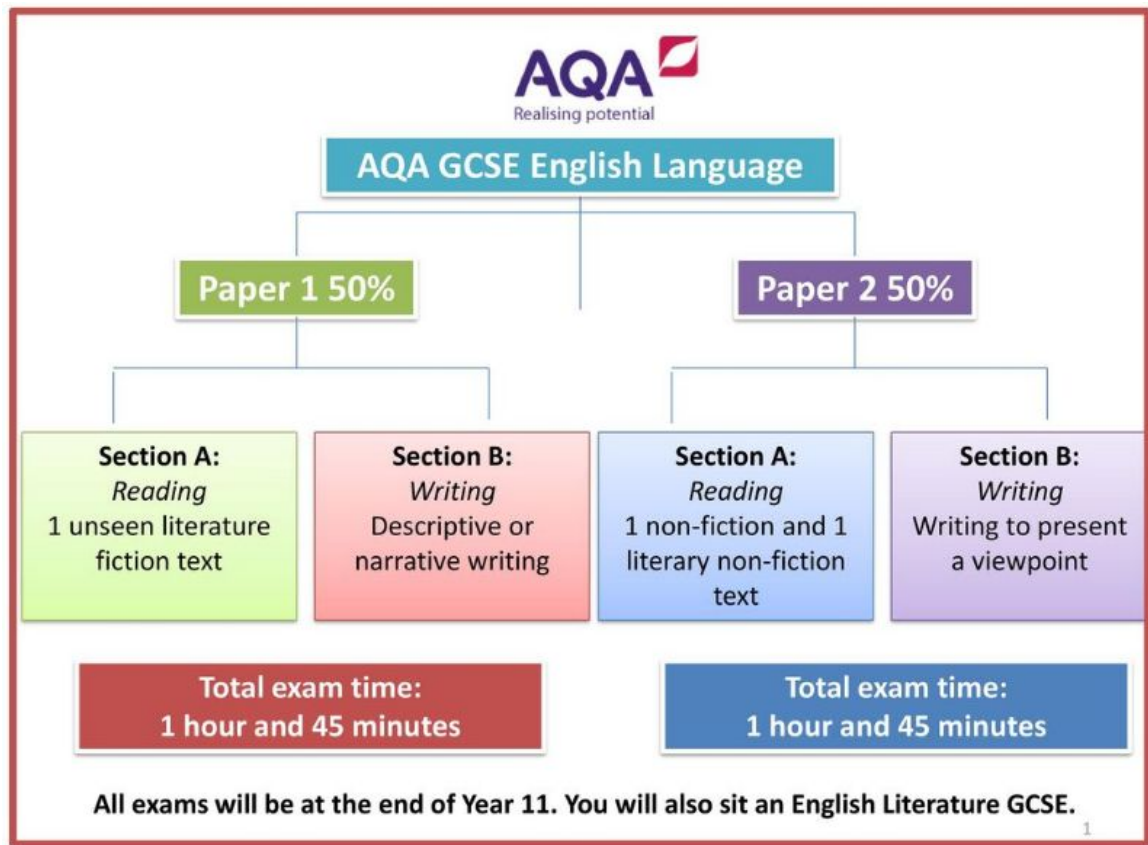 AQA
Realising potential
AQA GCSE English Language
Paper 1 50%
Paper 2 50%
Section A:
Reading
1 unseen literature
fiction text
Section B:
Writing
Descriptive or
narrative writing
Section A:
Reading
1 non-fiction and 1
literary non-fiction
text
Section B:
Writing
Writing to present
a viewpoint
Total exam time:
1 hour and 45 minutes
Total exam time:
1 hour and 45 minutes
All exams will be at the end of Year 11. You will also sit an English Literature GCSE.
1